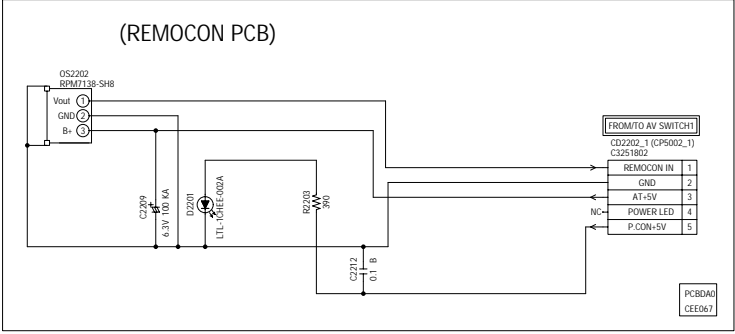 (REMOCON PCB)
OS2202
RPM7138-SH8
Vout 1
GND 2
B+ 3
C2209
6.3V 100 KA
D2201
LTL-1CHEE-002A
R2203
390
C2212
0.1 B
FROM/TO AV SWITCH1
CD2202_1 (CP5002_1)
C3251802
REMOCON IN 1
GND 2
AT+5V 3
NC POWER LED 4
P.CON+5V 5
PCBDA0
CEE067